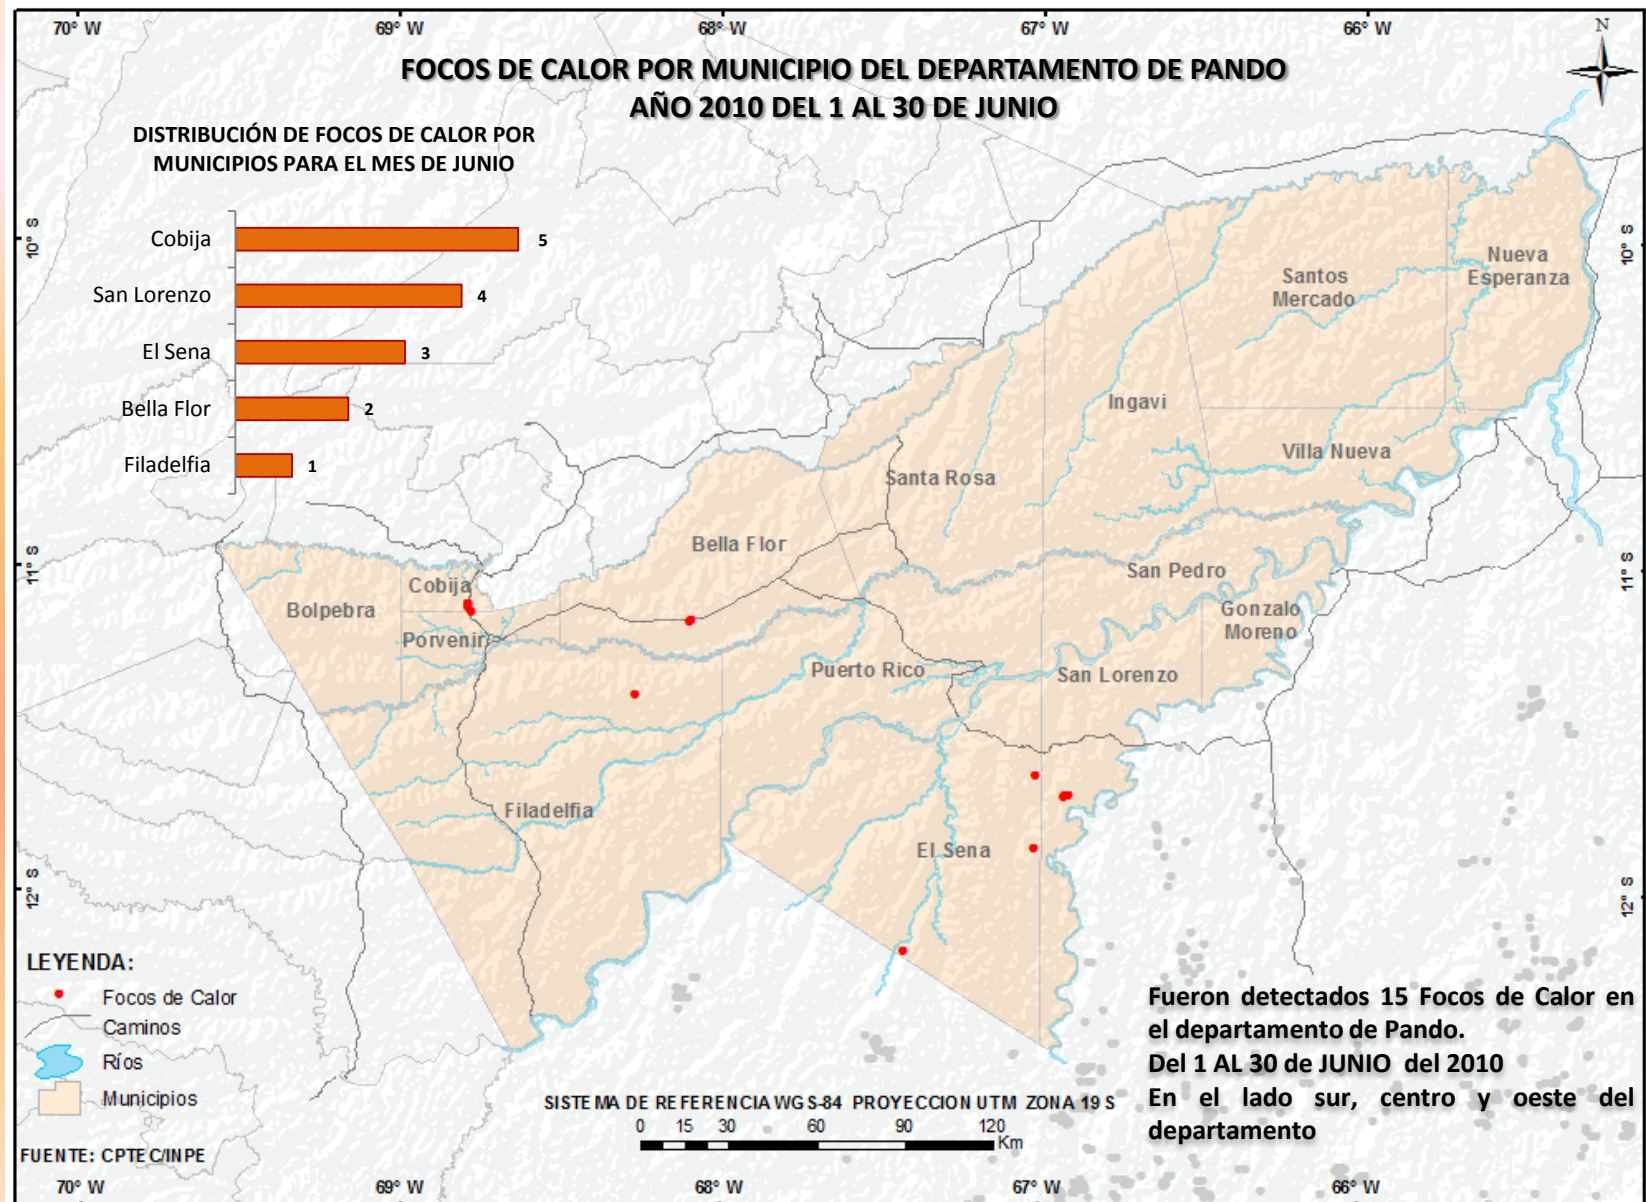 70° W 69° W 68° W 67° W 66° W
N
FOCOS DE CALOR POR MUNICIPIO DEL DEPARTAMENTO DE PANDO
AÑO 2010 DEL 1 AL 30 DE JUNIO
DISTRIBUCIÓN DE FOCOS DE CALOR POR
MUNICIPIOS PARA EL MES DE JUNIO
Cobija 5
San Lorenzo 4
El Sena 3
Bella Flor 2
Filadelfia 1
10° S
11° S
12° S
10° S
11° S
12° S
Nueva
Esperanza
Santos
Mercado
Ingavi
Villa Nueva
Santa Rosa
Bella Flor
San Pedro
Cobija
Bolpebra
Gonzalo
Moreno
Porvenir
Puerto Rico
San Lorenzo
Filadelfia
El Sena
LEYENDA:
Focos de Calor
Caminos
Ríos
Municipios
FUENTE: CPTEC/INPE
SISTEMA DE REFERENCIA WGS-84 PROYECCION UTM ZONA 19 S
0 15 30 60 90 120
Km
Fueron detectados 15 Focos de Calor en
el departamento de Pando.
Del 1 AL 30 de JUNIO del 2010
En el lado sur, centro y oeste del
departamento
70° W 69° W 68° W 67° W 66° W